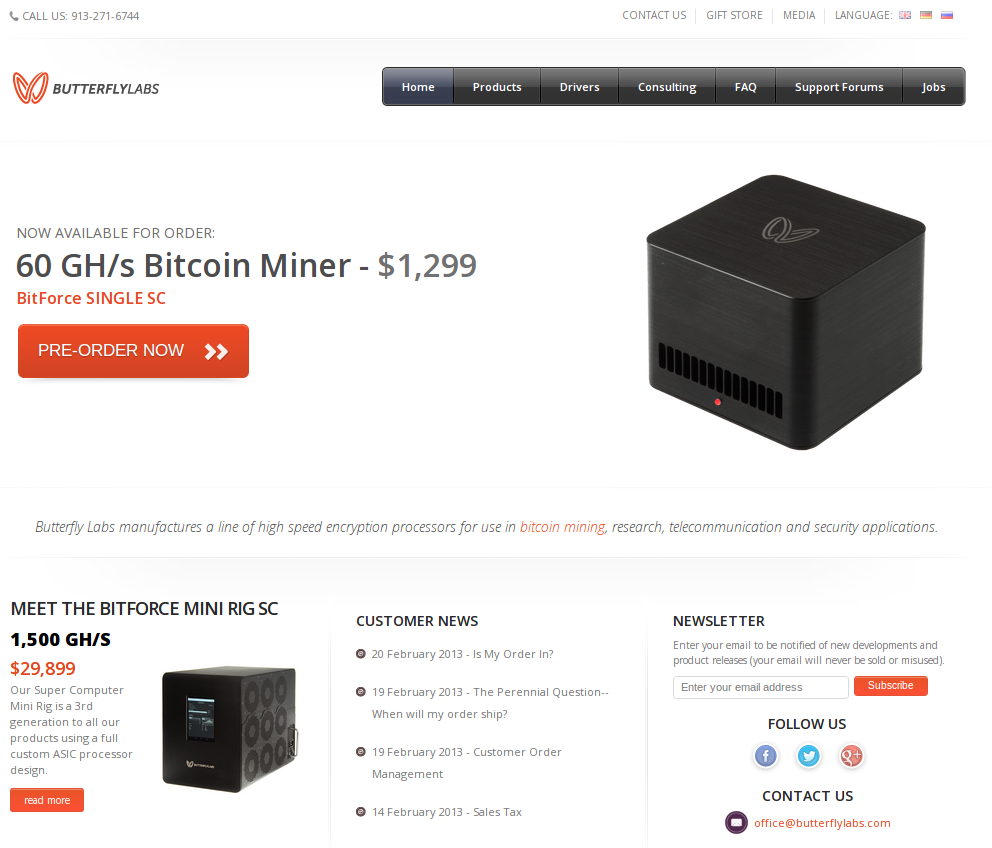 CALL US: 913-271-6744
CONTACT US
GIFT STORE
MEDIA
LANGUAGE:
BUTTERFLYLABS
Home
Products
Drivers
Consulting
FAQ
Support Forums
Jobs
NOW AVAILABLE FOR ORDER:
60 GH/s Bitcoin Miner - $1,299
BitForce SINGLE SC
PRE-ORDER NOW
Butterfly Labs manufactures a line of high speed encryption processors for use in bitcoin mining, research, telecommunication and security applications.
MEET THE BITFORCE MINI RIG SC
1,500 GH/S
$29,899
Our Super Computer
Mini Rig is a 3rd
generation to all our
products using a full
custom ASIC processor
design.
read more
BUTTERFLYLABS
CUSTOMER NEWS
20 February 2013 - Is My Order In?
19 February 2013 - The Perennial Question--
When will my order ship?
19 February 2013 - Customer Order
Management
14 February 2013 - Sales Tax
NEWSLETTER
Enter your email to be notified of new developments and
product releases (your email will never be sold or misused).
Enter your email address
Subscribe
FOLLOW US
CONTACT US
office@butterflylabs.com